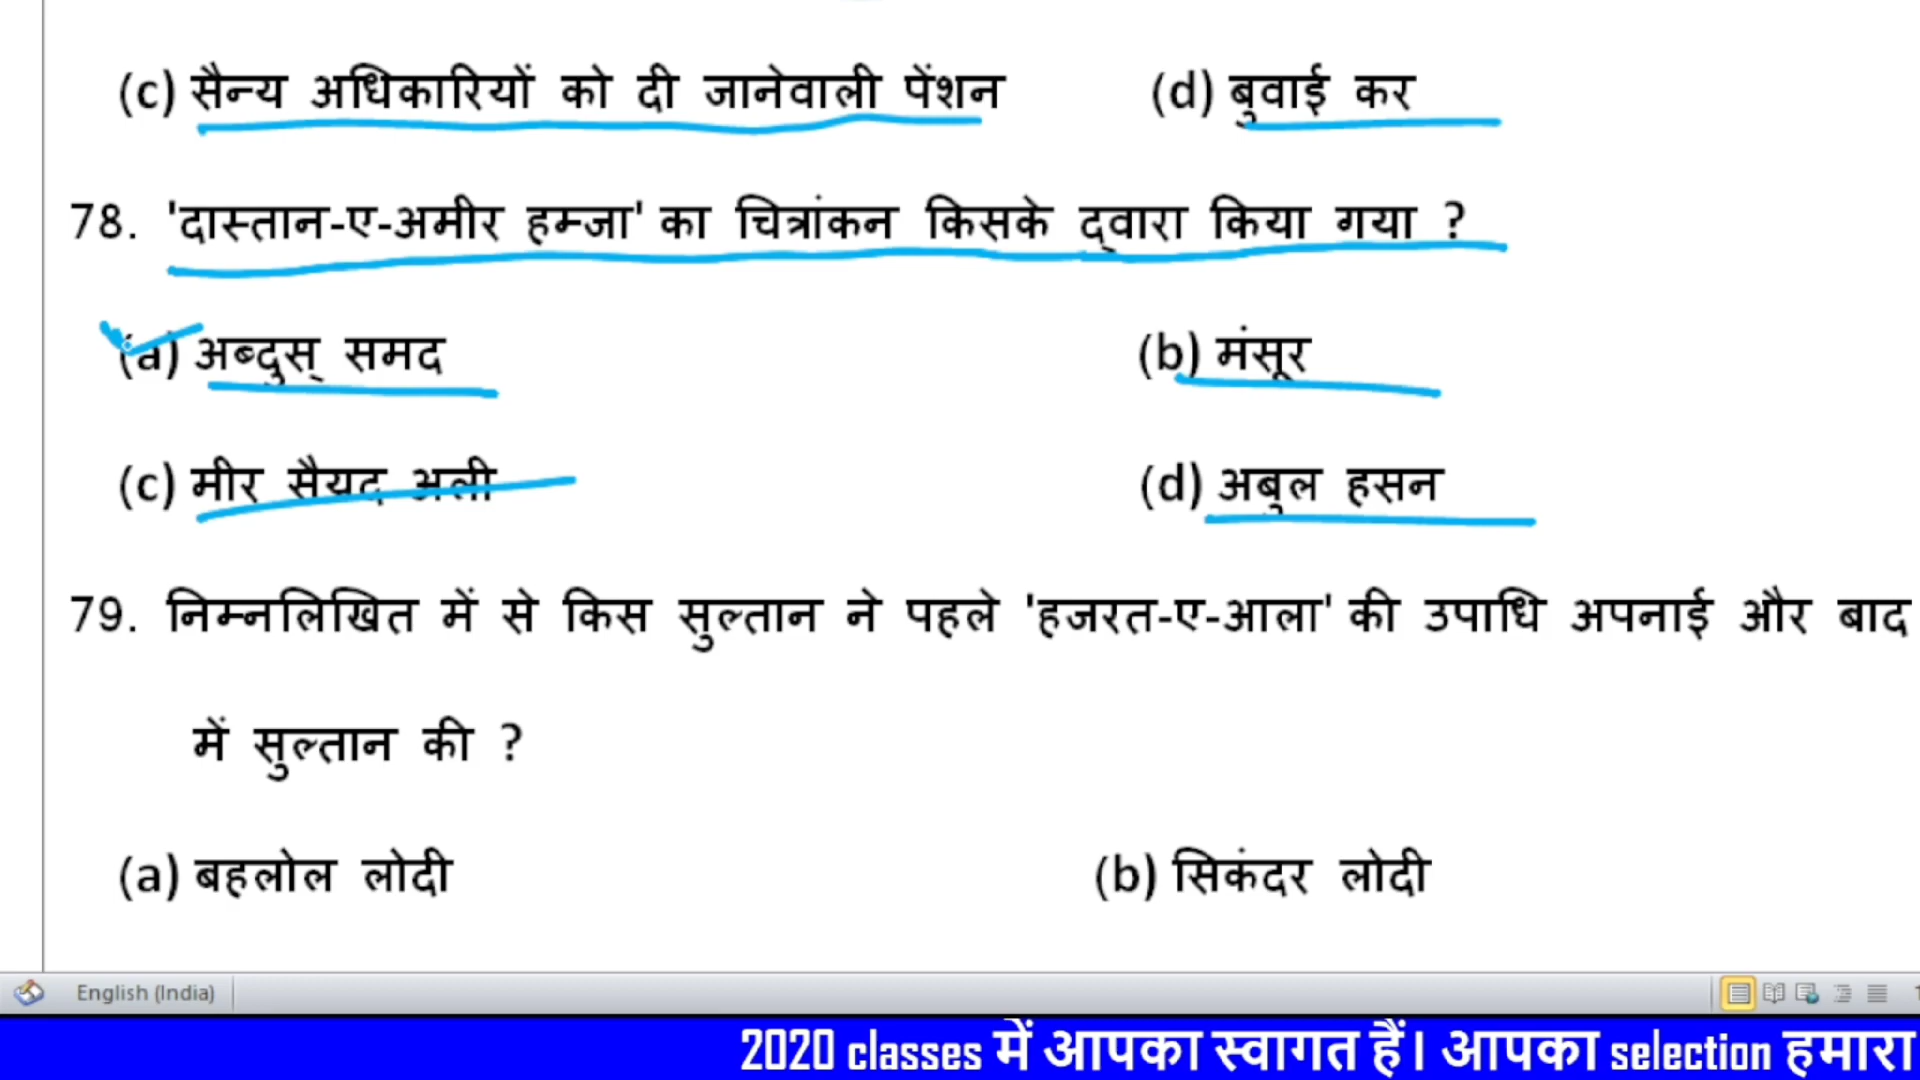 (c) सैन्य अधिकारियों को दी जानेवाली पेंशन (d) बुवाई कर
78. 'दास्तान-ए-अमीर हम्जा' का चित्रांकन किसके द्वारा किया गया ?
(a) अब्दुस् समद (b) मंसूर
(c) मीर सैयद अली (d) अबुल हसन
79. निम्नलिखित में से किस सुल्तान ने पहले 'हजरत-ए-आला' की उपाधि अपनाई और बाद
में सुल्तान की ?
(a) बहलोल लोदी (b) सिकंदर लोदी
English (India)
2020 classes में आपका स्वागत हैं। आपका selection हमारा